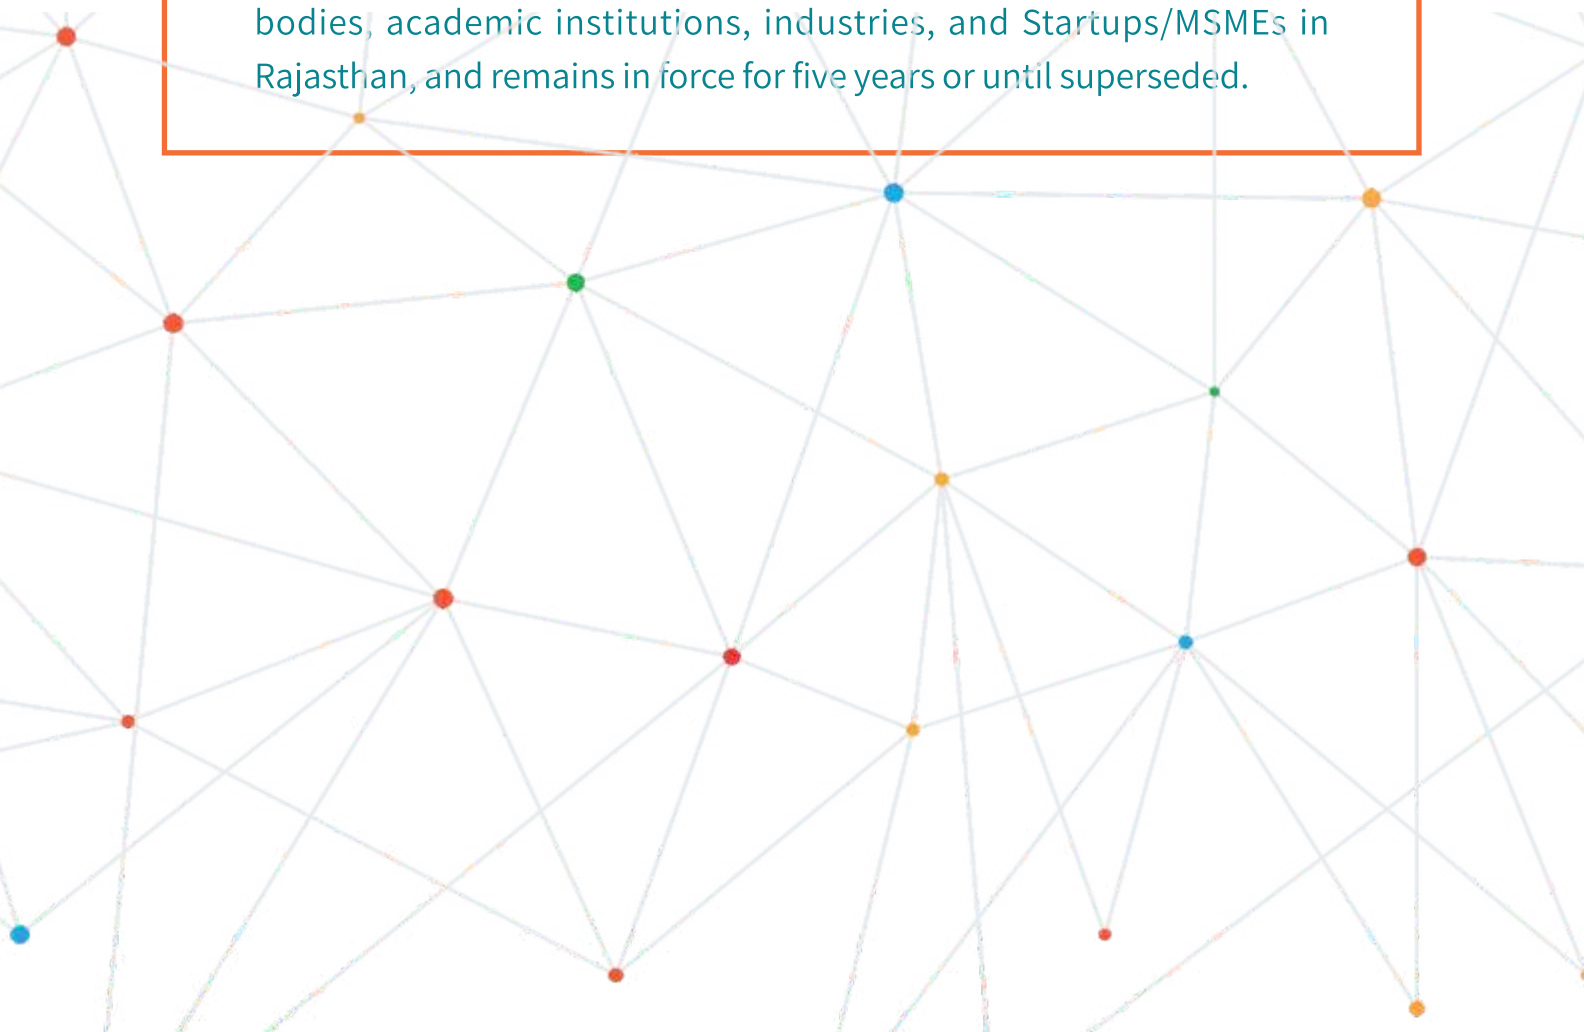 bodies, academic institutions, industries, and Startups/MSMEs in
Rajasthan, and remains in force for five years or until superseded.